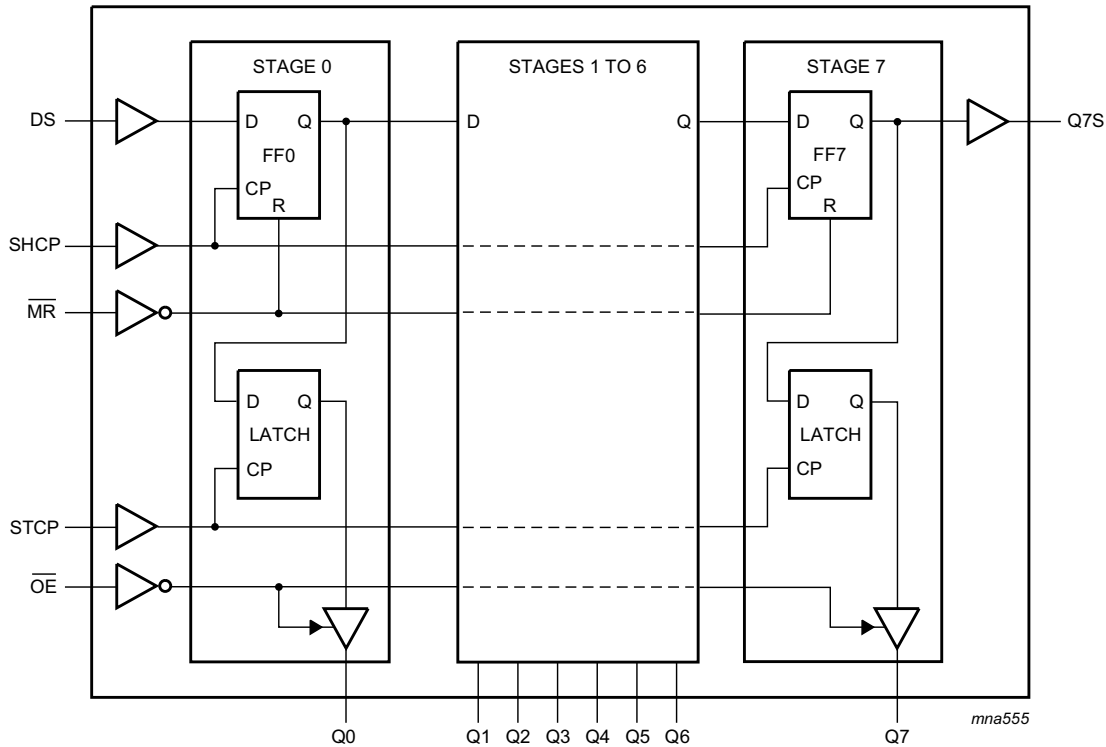 STAGE 0
STAGES 1 TO 6
STAGE 7
DS
D
Q
D
Q
D
Q
Q7S
FF0
FF7
CP
CP
R
R
SHCP
MR
D
Q
D
Q
LATCH
LATCH
CP
CP
STCP
OE
mna555
Q0
Q1
Q2
Q3
Q4
Q5
Q6
Q7